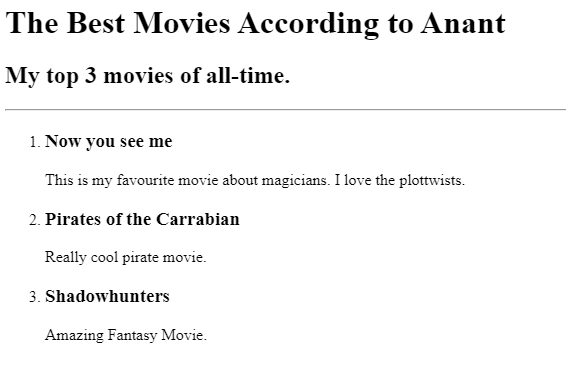 The Best Movies According to Anant
My top 3 movies of all-time.
1. Now you see me
This is my favourite movie about magicians. I love the plottwists.
2. Pirates of the Carrabian
Really cool pirate movie.
3. Shadowhunters
Amazing Fantasy Movie.